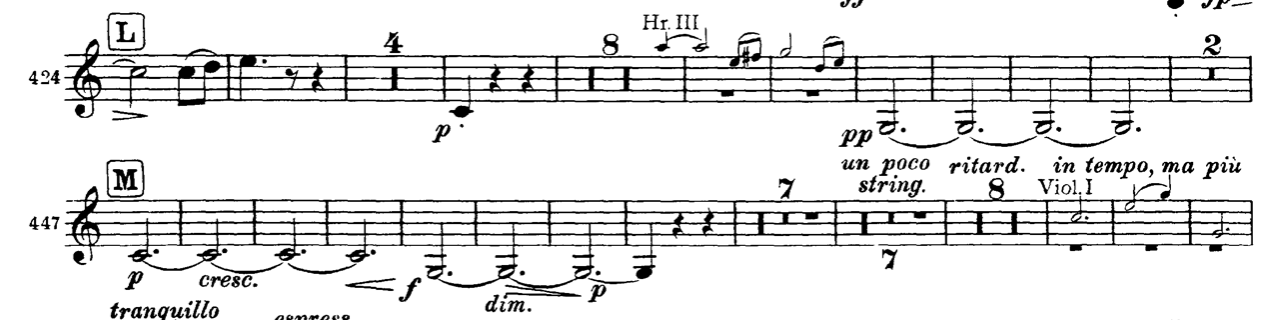 ff pp
Hr. III
L
4 8 2
424
p pp
un poco ritard. in tempo, ma più
M
string.
7 8 Viol. I
447
7
p cresc. f dim. p
tranquillo espress.